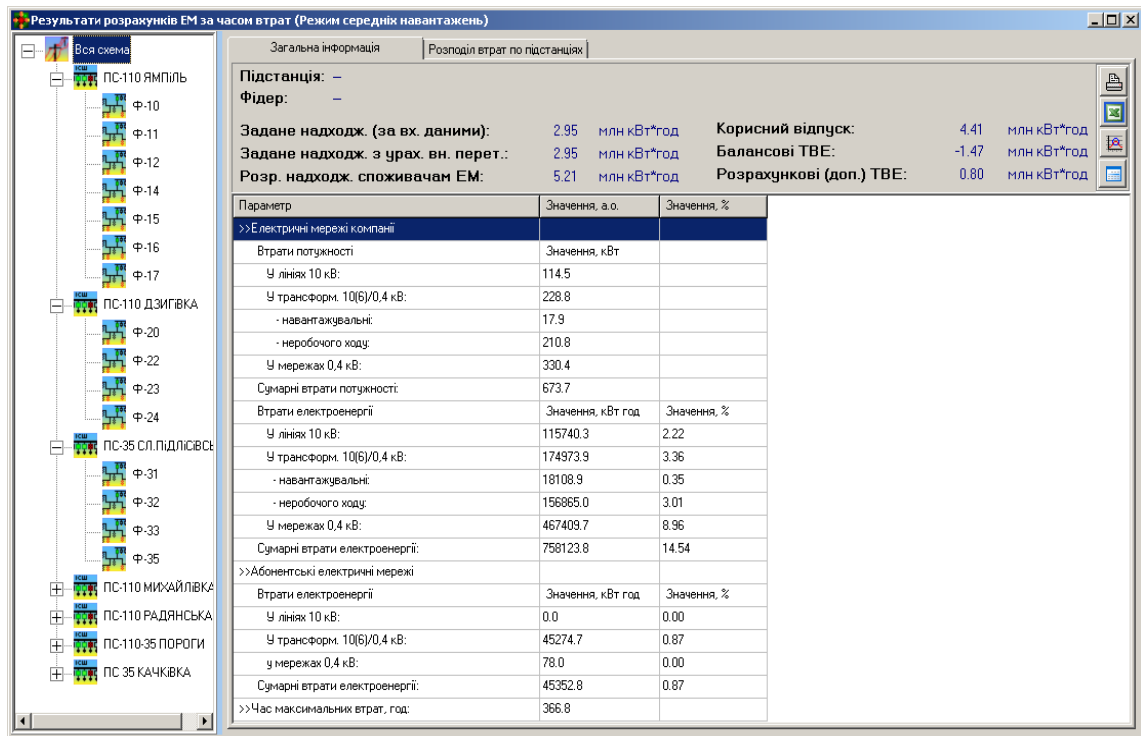 Результати розрахунків ЕМ за часом втрат (Режим середніх навантажень)
Вся схема
ПС-110 ЯМПіЛЬ
Ф-10
Ф-11
Ф-12
Ф-14
Ф-15
Ф-16
Ф-17
ПС-110 ДЗИГіВКА
Ф-20
Ф-22
Ф-23
Ф-24
ПС-35 СЛ.ПіДЛіСіВСЬ
Ф-31
Ф-32
Ф-33
Ф-35
ПС-110 МИХАЙЛіВКА
ПС-110 РАДЯНСЬКА
ПС-110-35 ПОРОГИ
ПС 35 КАЧКіВКА
Загальна інформація Розподіл втрат по підстанціях
Підстанція: –
Фідер: –
Задане надходж. (за вх. даними): 2.95 млн кВт*год Корисний відпуск: 4.41 млн кВт*год
Задане надходж. з урах. вн. перет.: 2.95 млн кВт*год Балансові ТВЕ: -1.47 млн кВт*год
Розр. надходж. споживачам ЕМ: 5.21 млн кВт*год Розрахункові (доп.) ТВЕ: 0.80 млн кВт*год
Параметр Значення, а.о. Значення, %
>>Електричні мережі компанії
Втрати потужності Значення, кВт
У лініях 10 кВ: 114.5
У трансформ. 10(6)/0,4 кВ: 228.8
- навантажувальні: 17.9
- неробочого ходу: 210.8
У мережах 0,4 кВ: 330.4
Сумарні втрати потужності: 673.7
Втрати електроенергії Значення, кВт год Значення, %
У лініях 10 кВ: 115740.3 2.22
У трансформ. 10(6)/0,4 кВ: 174973.9 3.36
- навантажувальні: 18108.9 0.35
- неробочого ходу: 156865.0 3.01
У мережах 0,4 кВ: 467409.7 8.96
Сумарні втрати електроенергії: 758123.8 14.54
>>Абонентські електричні мережі
Втрати електроенергії Значення, кВт год Значення, %
У лініях 10 кВ: 0.0 0.00
У трансформ. 10(6)/0,4 кВ: 45274.7 0.87
у мережах 0,4 кВ: 78.0 0.00
Сумарні втрати електроенергії: 45352.8 0.87
>>Час максимальних втрат, год: 366.8